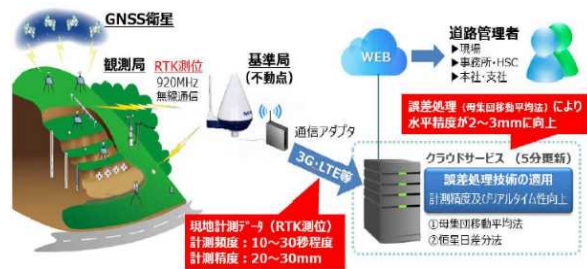 GNSS衛星
観測局
RTK測位
920MHz
無線通信
基準局
(不動点)
通信アダプタ
3G・LTE等
現地計測ﾃﾞｰﾀ(RTK測位)
計測頻度:10~30秒程度
計測精度:20~30mm
WEB
道路管理者
▶現場
▶事務所・HSC
▶本社・支社
誤差処理(母集団移動平均法)により
水平精度が2~3mmに向上
クラウドサービス (5分更新)
誤差処理技術の適用
計測精度及びリアルタイム性向上
①母集団移動平均法
②恒星日差分法